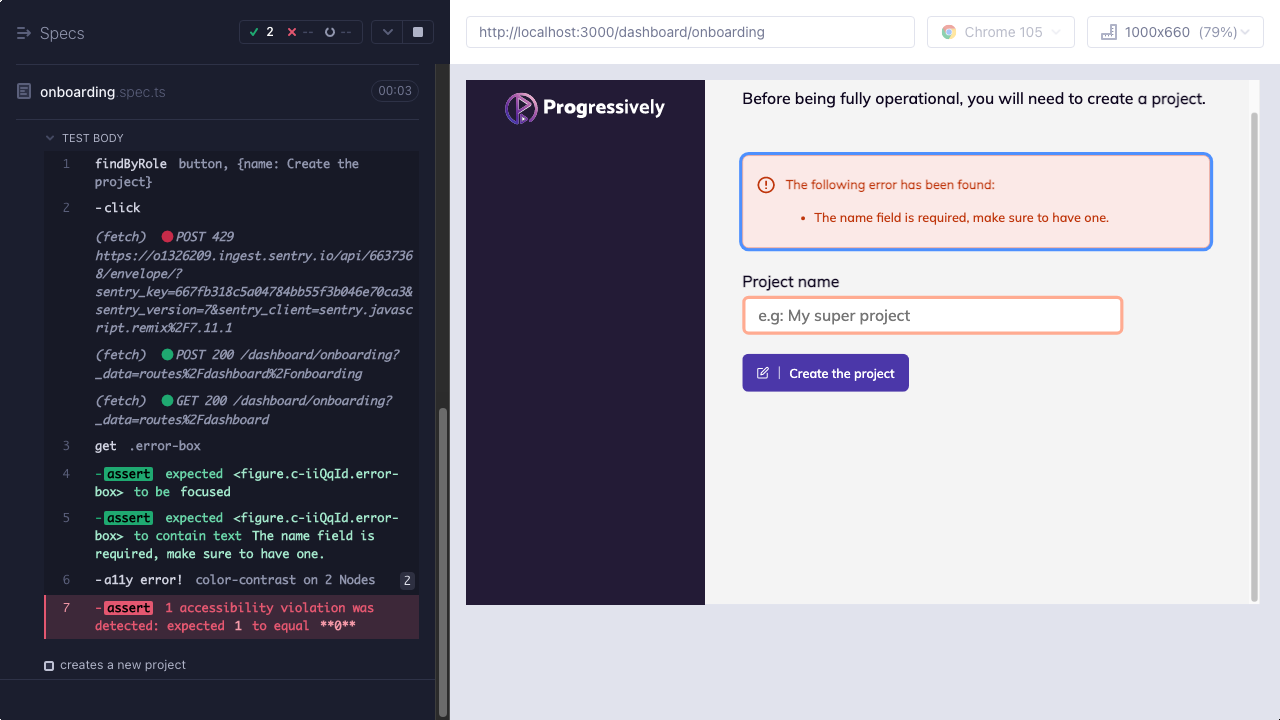 Specs
2 -- --
onboarding.spec.ts
00:03
TEST BODY
1 findByRole button, {name: Create the
project}
2 -click
(fetch) POST 429
https://o1326209.ingest.sentry.io/api/663736
8/envelope/?
sentry_key=667fb318c5a04784bb55f3b046e70ca3&
sentry_version=7&sentry_client=sentry.javasc
ript.remix%2F7.11.1
(fetch) POST 200 /dashboard/onboarding?
_data=routes%2Fdashboard%2Fonboarding
(fetch) GET 200 /dashboard/onboarding?
_data=routes%2Fdashboard
3 get .error-box
4 -assert expected <figure.c-iiQqId.error-
box> to be focused
5 -assert expected <figure.c-iiQqId.error-
box> to contain text The name field is
required, make sure to have one.
6 -a11y error! color-contrast on 2 Nodes 2
7 -assert 1 accessibility violation was
detected: expected 1 to equal **0**
creates a new project
http://localhost:3000/dashboard/onboarding
Chrome 105
1000x660 (79%)
Progressively
Before being fully operational, you will need to create a project.
The following error has been found:
• The name field is required, make sure to have one.
Project name
e.g: My super project
Create the project